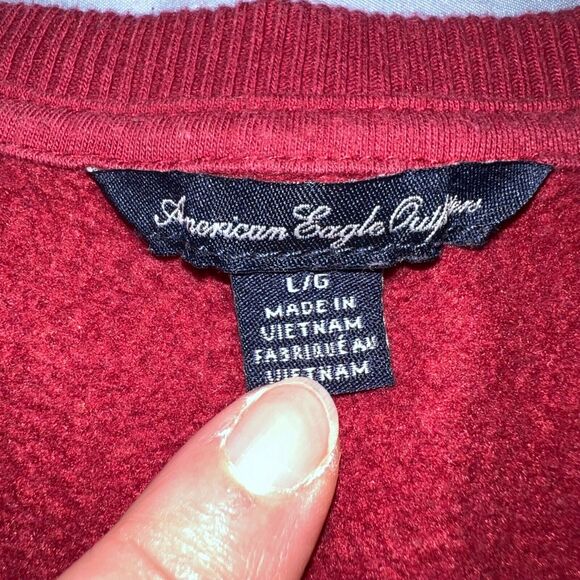 American Eagle Outfitters
L/G
MADE IN
VIETNAM
FABRIQUÉ AU
VIETNAM